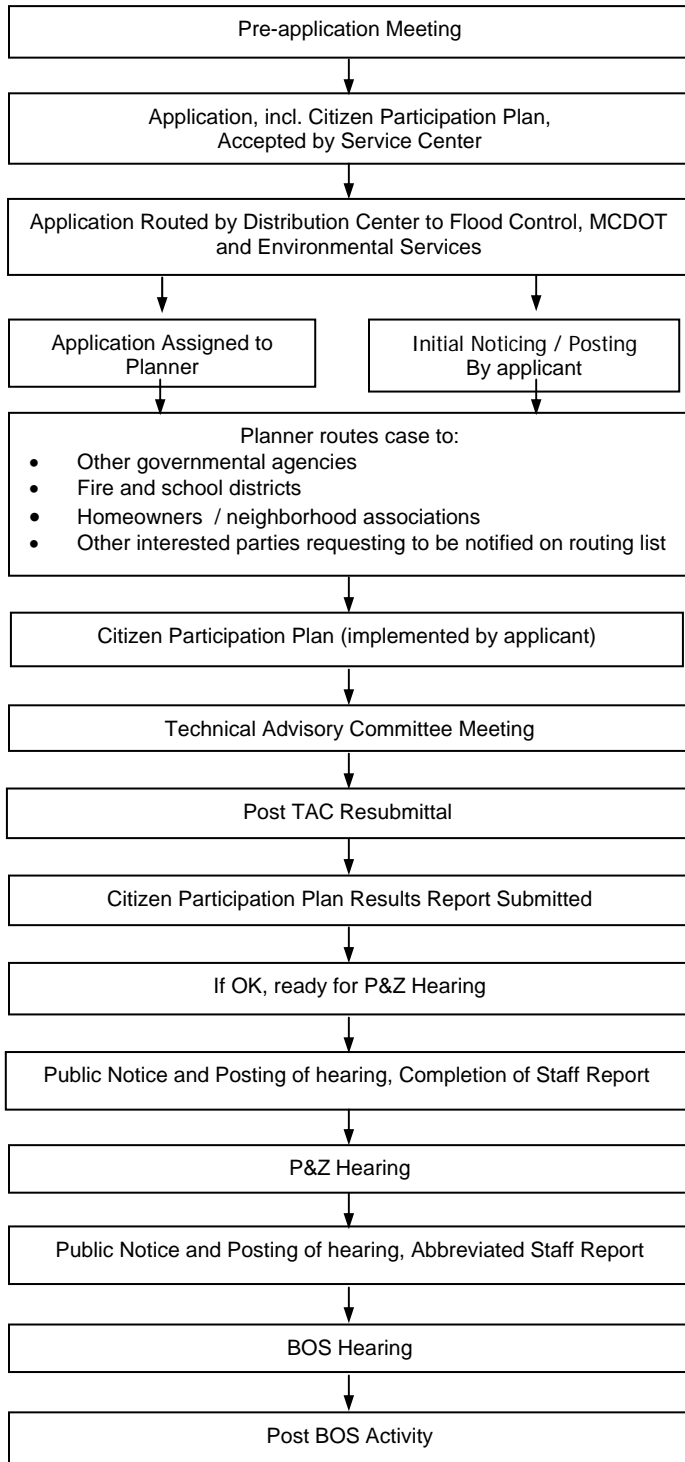 Pre-application Meeting
Application, incl. Citizen Participation Plan,
Accepted by Service Center
Application Routed by Distribution Center to Flood Control, MCDOT
and Environmental Services
Application Assigned to
Planner
Initial Noticing / Posting
By applicant
Planner routes case to:
• Other governmental agencies
• Fire and school districts
• Homeowners / neighborhood associations
• Other interested parties requesting to be notified on routing list
Citizen Participation Plan (implemented by applicant)
Technical Advisory Committee Meeting
Post TAC Resubmittal
Citizen Participation Plan Results Report Submitted
If OK, ready for P&Z Hearing
Public Notice and Posting of hearing, Completion of Staff Report
P&Z Hearing
Public Notice and Posting of hearing, Abbreviated Staff Report
BOS Hearing
Post BOS Activity